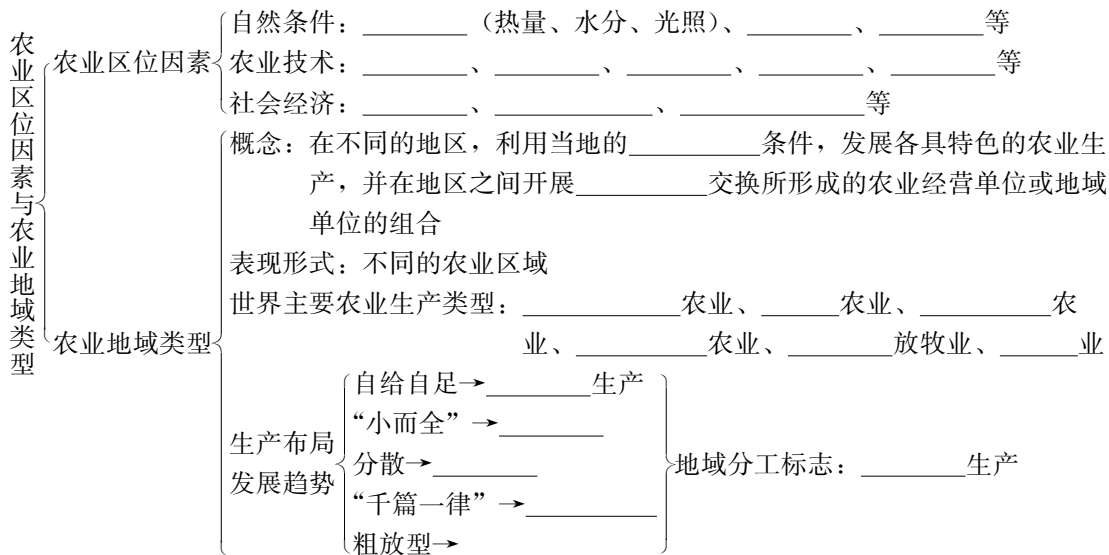 农业区位因素与农业地域类型
农业区位因素
自然条件：________（热量、水分、光照）、________、________等
农业技术：________、________、________、________、________等
社会经济：________、______________、________________等
农业地域类型
概念：在不同的地区，利用当地的__________条件，发展各具特色的农业生
产，并在地区之间开展__________交换所形成的农业经营单位或地域
单位的组合
表现形式：不同的农业区域
世界主要农业生产类型：____________农业、______农业、____________农
业、__________农业、________放牧业、______业
生产布局
发展趋势
自给自足→________生产
“小而全”→________
分散→________
“千篇一律”→__________
粗放型→
地域分工标志：________生产